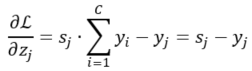 ∂ℒ/∂z_j = s_j · ∑_{i=1}^{C} y_i − y_j = s_j − y_j